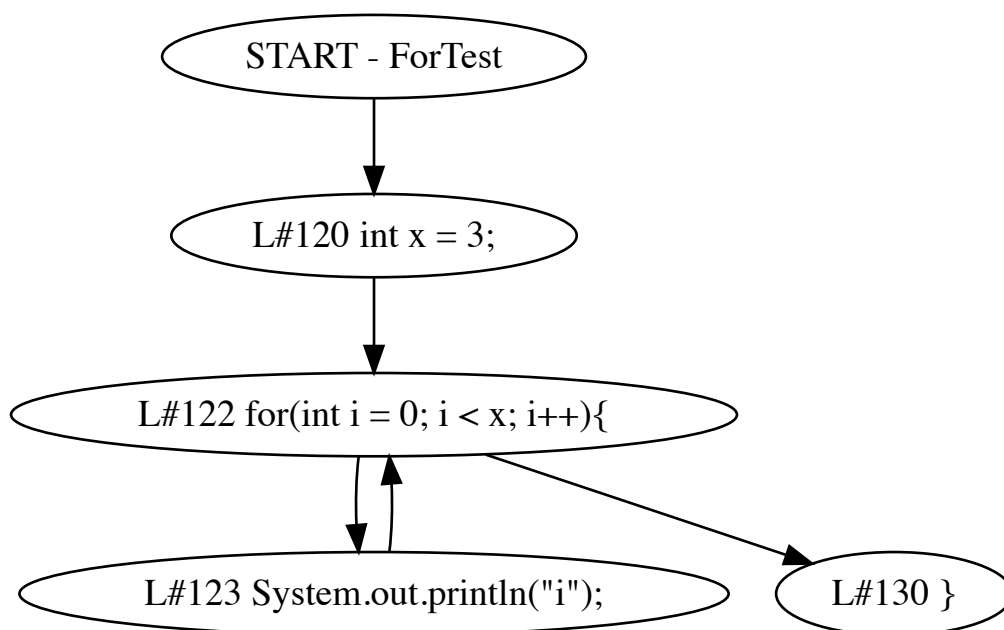 START - ForTest
L#120 int x = 3;
L#122 for(int i = 0; i < x; i++){
L#123 System.out.println("i");
L#130 }